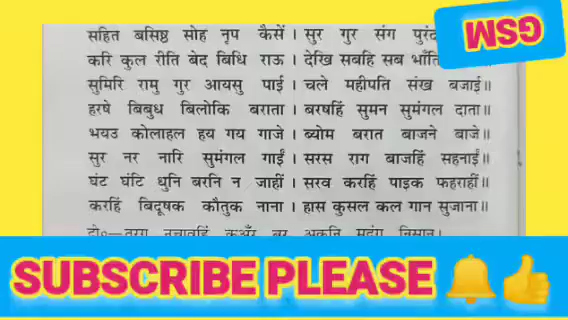 सहित बसिष्ठ सोह नृप कैसें । सुर गुर संग
GSM
करि कुल रीति बेद बिधि राऊ । देखि सबहि सब
सुमिरि रामु गुर आयसु पाई । चले महीपति संख बजाई॥
हरषे बिबुध बिलोकि बराता । बरषहिं सुमन सुमंगल दाता॥
भयउ कोलाहल हय गय गाजे । ब्योम बरात बाजने बाजे॥
सुर नर नारि सुमंगल गाईं । सरस राग बाजहिं सहनाईं॥
घंट घंटि धुनि बरनि न जाहीं । सरव करहिं पाइक फहराहीं॥
करहिं बिदूषक कौतुक नाना । हास कुसल कल गान सुजाना॥
SUBSCRIBE PLEASE